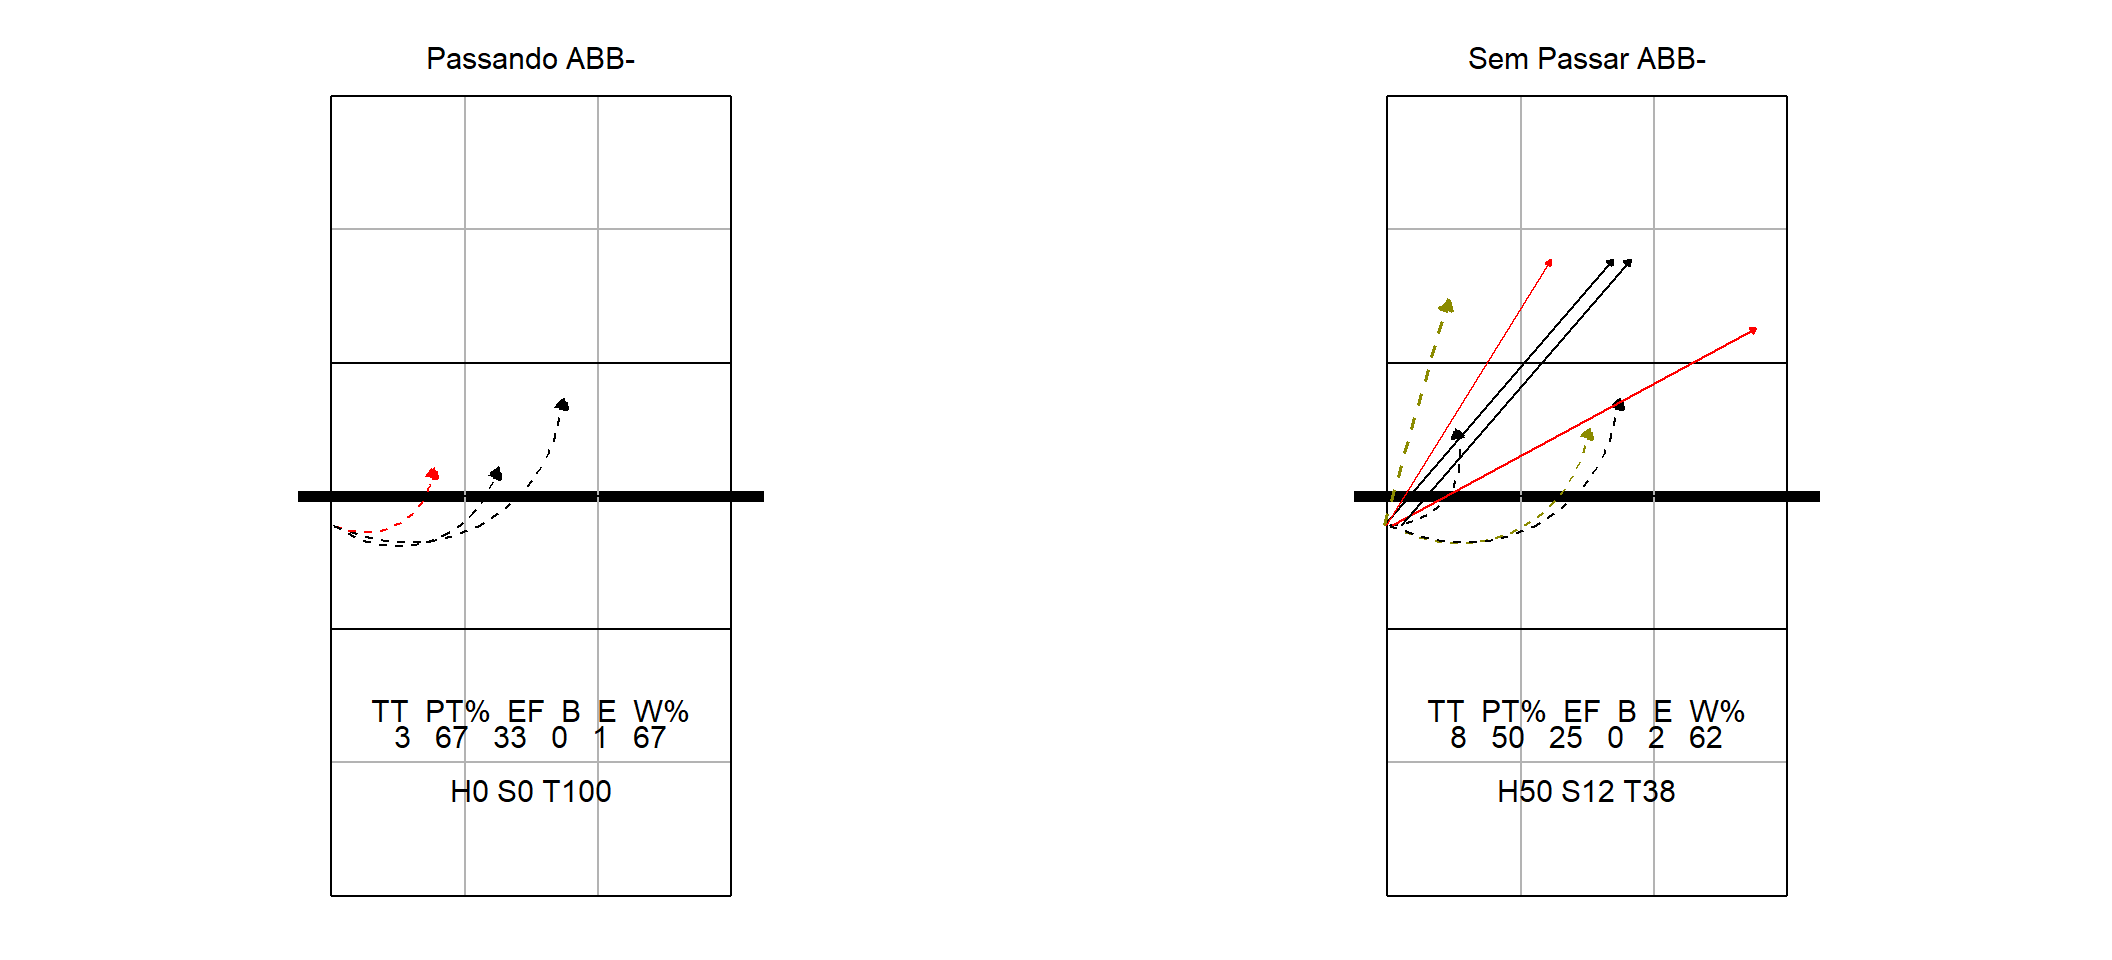 Passando ABB-
TT PT% EF B E W%
3 67 33 0 1 67
H0 S0 T100
Sem Passar ABB-
TT PT% EF B E W%
8 50 25 0 2 62
H50 S12 T38